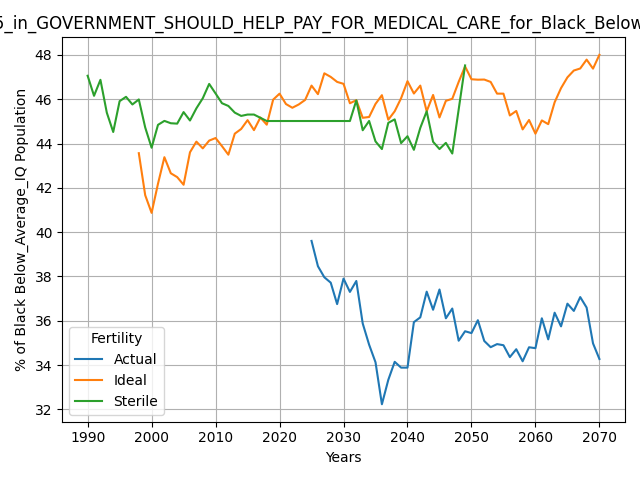 _in_GOVERNMENT_SHOULD_HELP_PAY_FOR_MEDICAL_CARE_for_Black_Below
% of Black Below_Average_IQ Population
48
46
44
42
40
38
36
34
32
Fertility
Actual
Ideal
Sterile
1990 2000 2010 2020 2030 2040 2050 2060 2070
Years